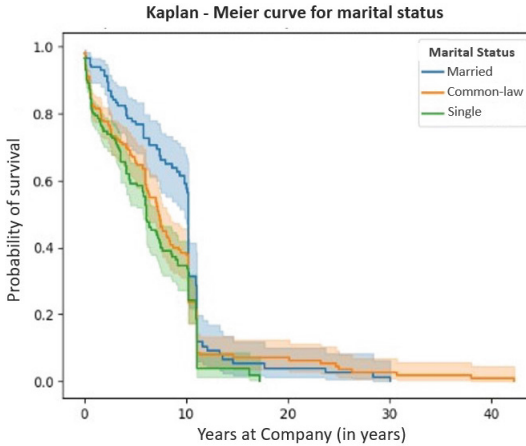 Kaplan - Meier curve for marital status
Marital Status
Married
Common-law
Single
Probability of survival
1.0
0.8
0.6
0.4
0.2
0.0
0
10
20
30
40
Years at Company (in years)